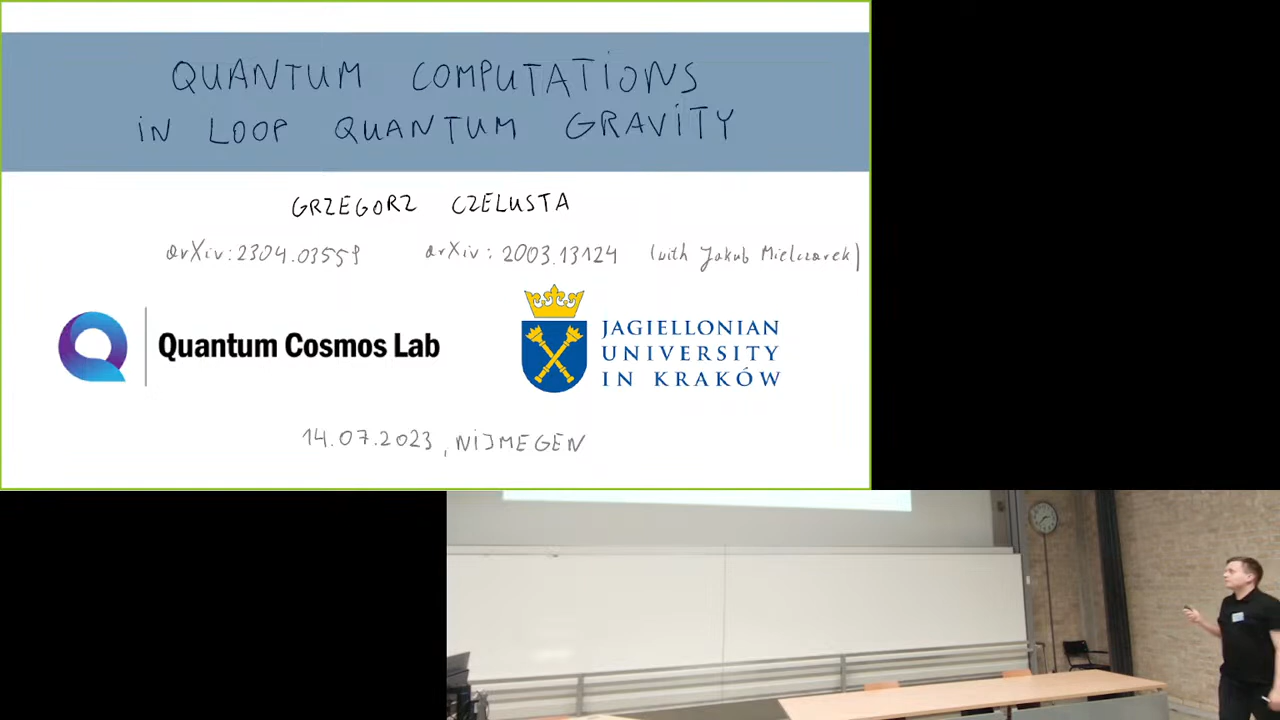 QUANTUM COMPUTATIONS
IN LOOP QUANTUM GRAVITY
GRZEGORZ CZELUSTA
arXiv:2304.03559 arXiv: 2003.13124 (with Jakub Mielczarek)
Quantum Cosmos Lab
JAGIELLONIAN
UNIVERSITY
IN KRAKÓW
14.07.2023, NIJMEGEN